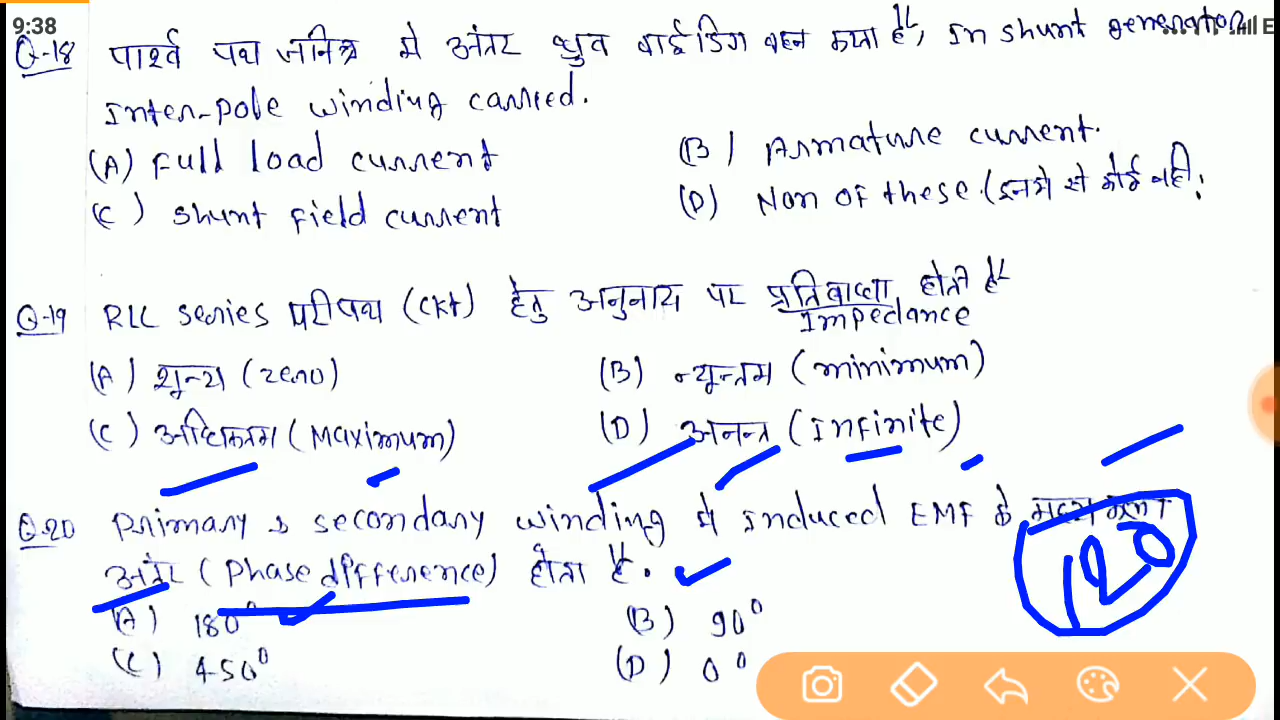 9:38
Q-18 पार्श्व पथ जनित्र में अंतर ध्रुव वाईडिंग वहन करता है, In shunt generator
Inter-pole winding carried.
(A) Full load current (B) Armature current.
(C) shunt field current (D) Non of these (इनमे से कोई नही;
Q-19 RLC series परिपथ (ckt) हेतु अनुनाद पर प्रतिबाधा होती है
Impedance
(A) शून्य (zero) (B) न्यूनतम (minimum)
(C) अधिकतम (Maximum) (D) अनन्त (Infinite)
Q-20 Primary & secondary winding में induced EMF के मध्य कला
अंतर (Phase difference) होता है.
(A) 180° (B) 90°
(C) 450° (D) 0°
120